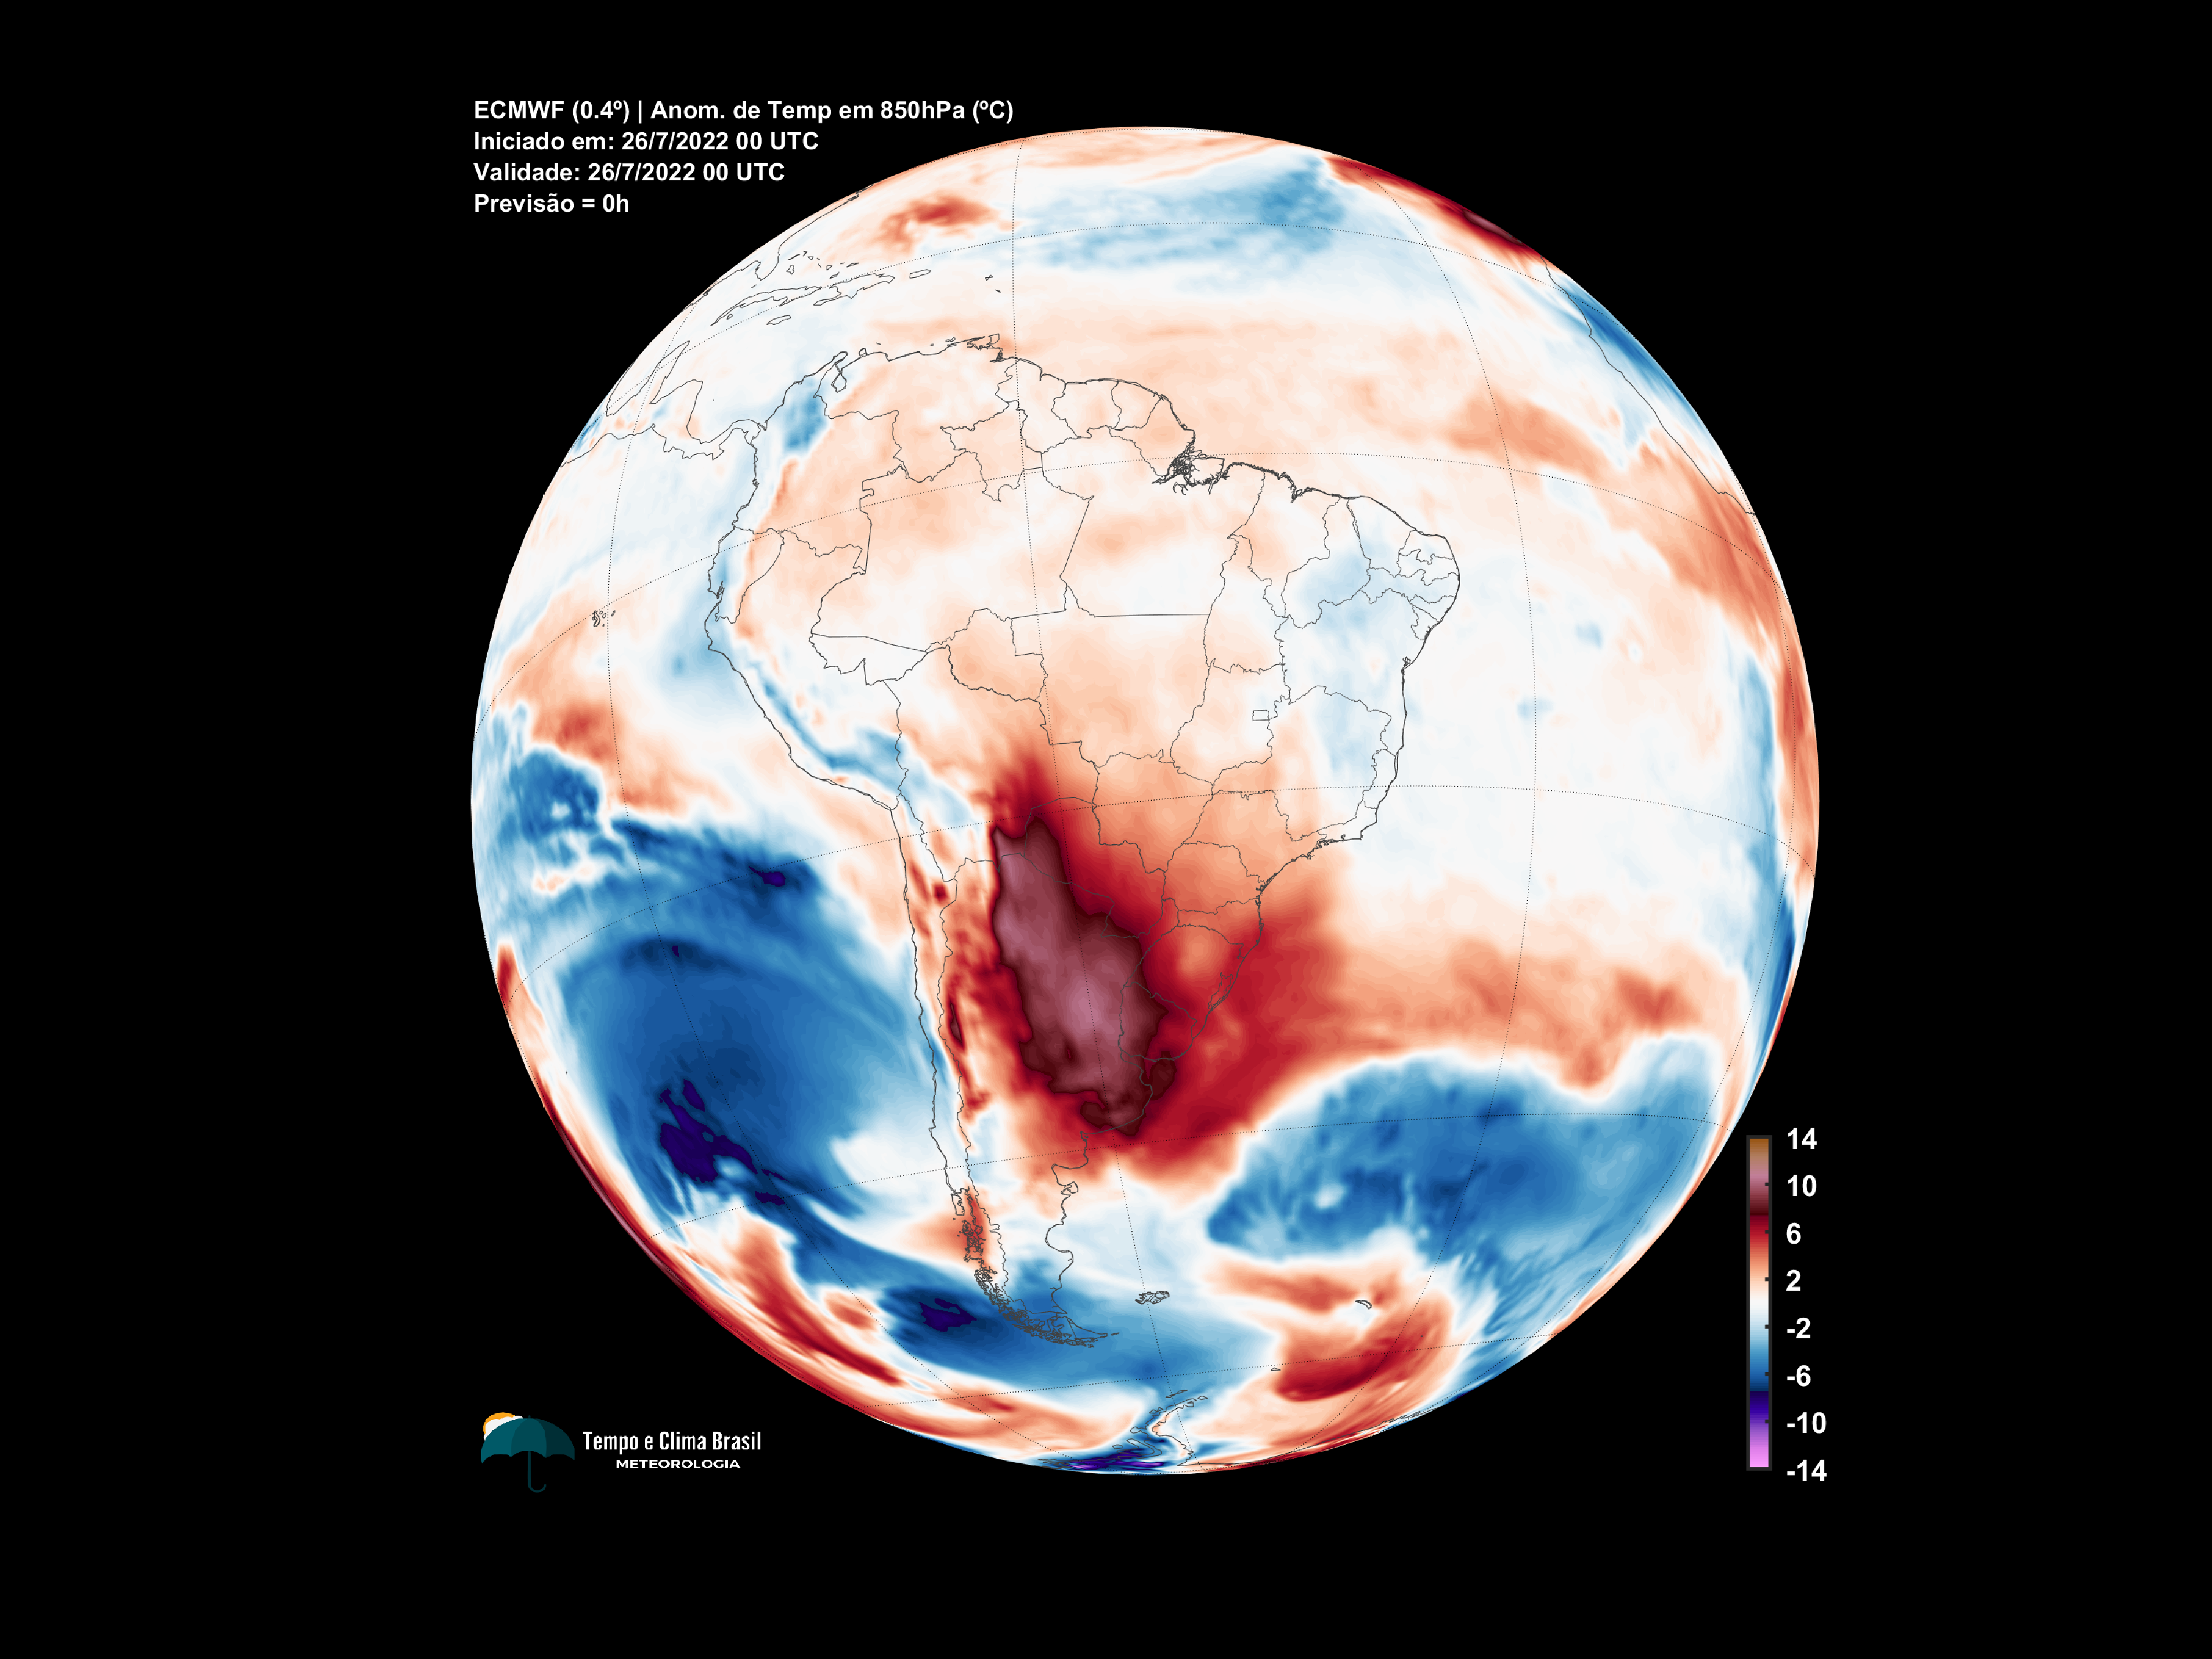 ECMWF (0.4º) | Anom. de Temp em 850hPa (ºC)
Iniciado em: 26/7/2022 00 UTC
Validade: 26/7/2022 00 UTC
Previsão = 0h
14
10
6
2
-2
-6
-10
-14
Tempo e Clima Brasil
METEOROLOGIA